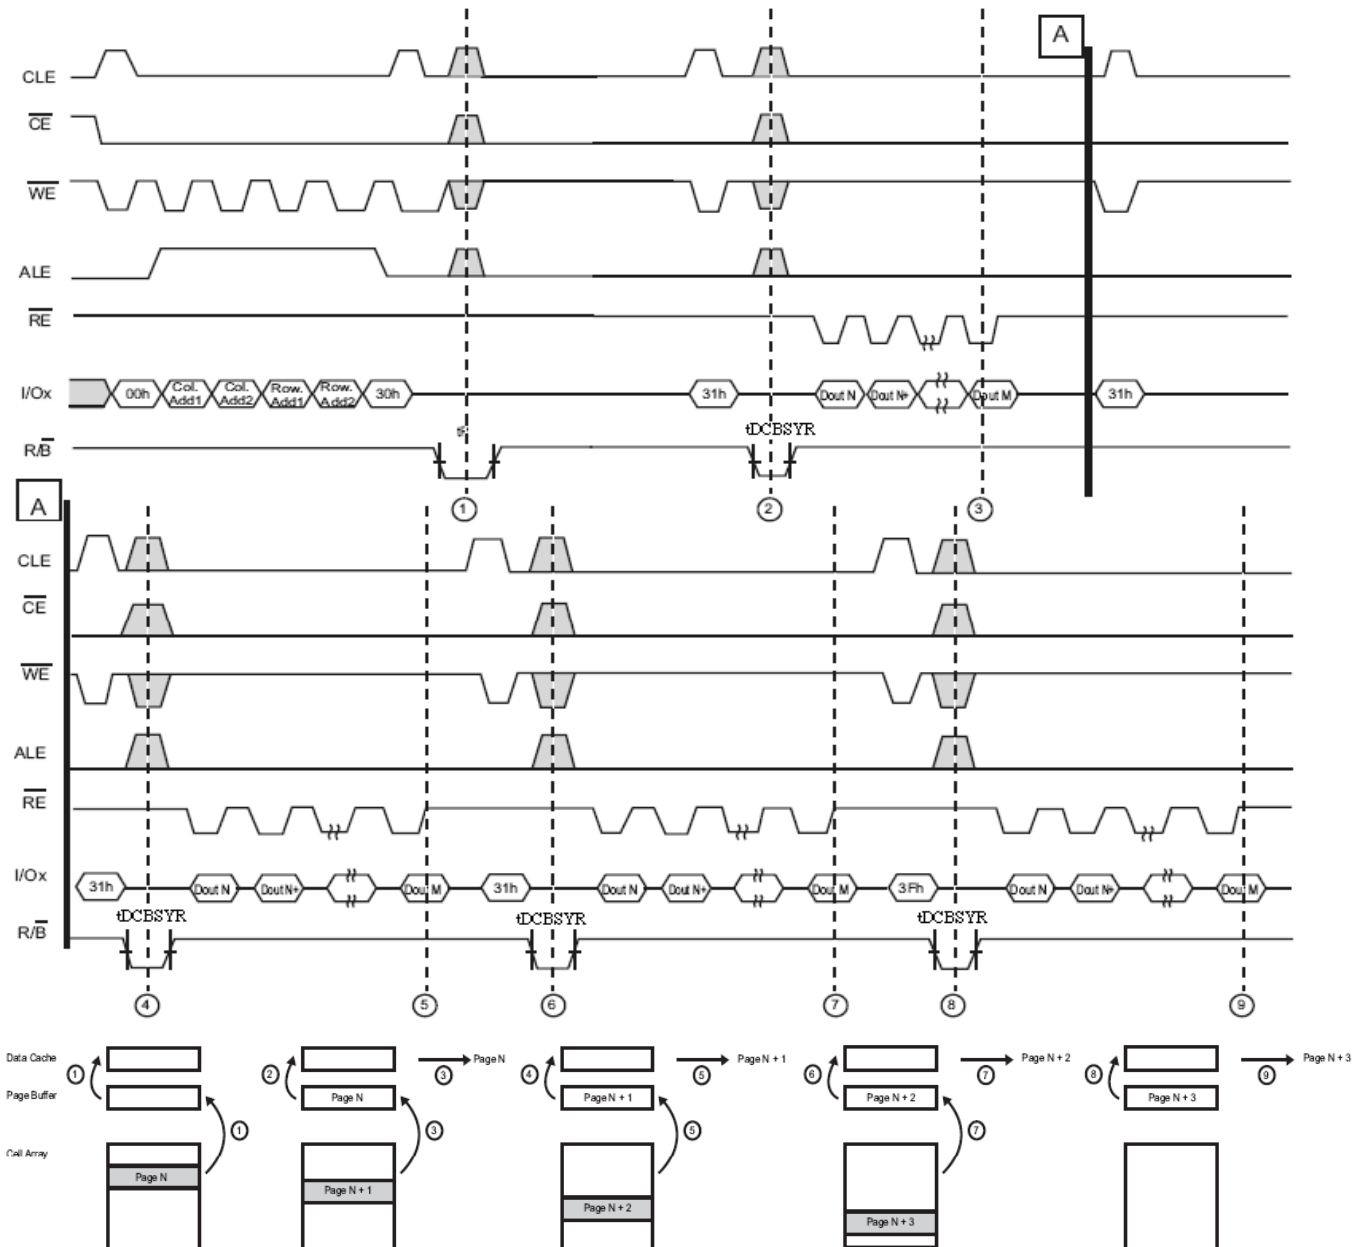 A
CLE
CE
WE
ALE
RE
I/Ox 00h Col. Add1 Col. Add2 Row. Add1 Row. Add2 30h 31h Dout N Dout N+ Dout M 31h
tDCBSYR
R/B
1 2 3
A
CLE
CE
WE
ALE
RE
I/Ox 31h Dout N Dout N+ Dout M 31h Dout N Dout N+ Dout M 3Fh Dout N Dout N+ Dout M
tDCBSYR tDCBSYR tDCBSYR
R/B
4 5 6 7 8 9
Data Cache 1 2 3 Page N 4 5 Page N + 1 6 7 Page N + 2 8 9 Page N + 3
Page Buffer Page N Page N + 1 Page N + 2 Page N + 3
1 3 5 7
Cell Array
Page N Page N + 1 Page N + 2 Page N + 3